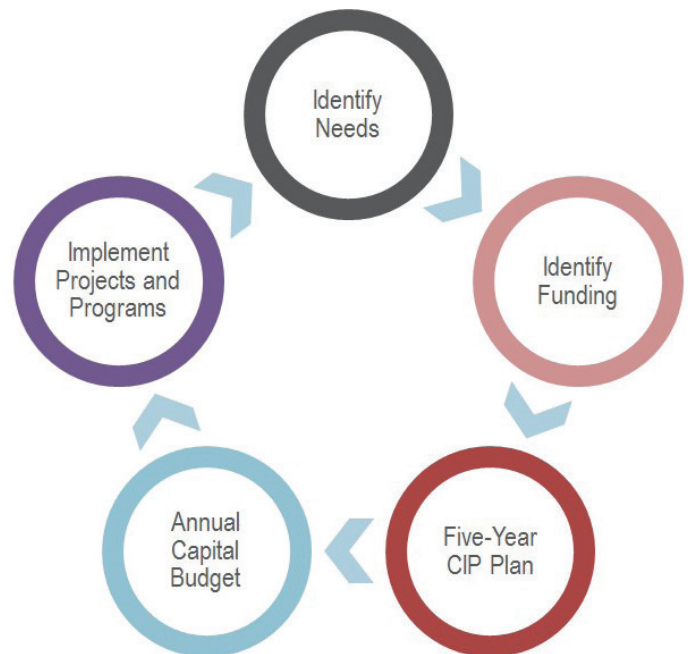 Identify
Needs
Identify
Funding
Five-Year
CIP Plan
Annual
Capital
Budget
Implement
Projects and
Programs